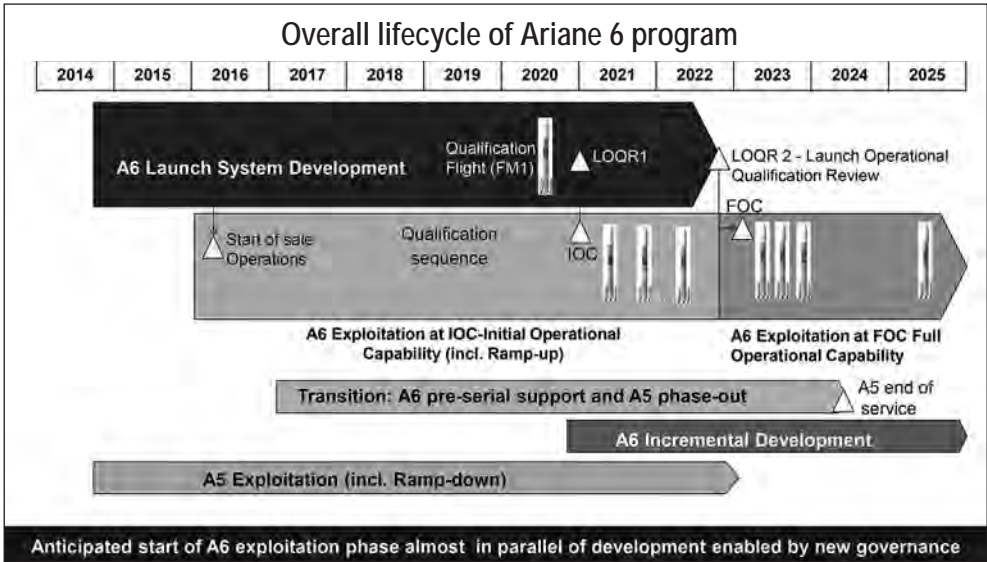 Overall lifecycle of Ariane 6 program
2014 2015 2016 2017 2018 2019 2020 2021 2022 2023 2024 2025
A6 Launch System Development
Qualification
Flight (FM1)
LOQR1
LOQR 2 - Launch Operational
Qualification Review
Start of sale
Operations
Qualification
sequence
IOC
FOC
A6 Exploitation at IOC-Initial Operational
Capability (incl. Ramp-up)
A6 Exploitation at FOC Full
Operational Capability
Transition: A6 pre-serial support and A5 phase-out
A5 end of
service
A6 Incremental Development
A5 Exploitation (incl. Ramp-down)
Anticipated start of A6 exploitation phase almost in parallel of development enabled by new governance